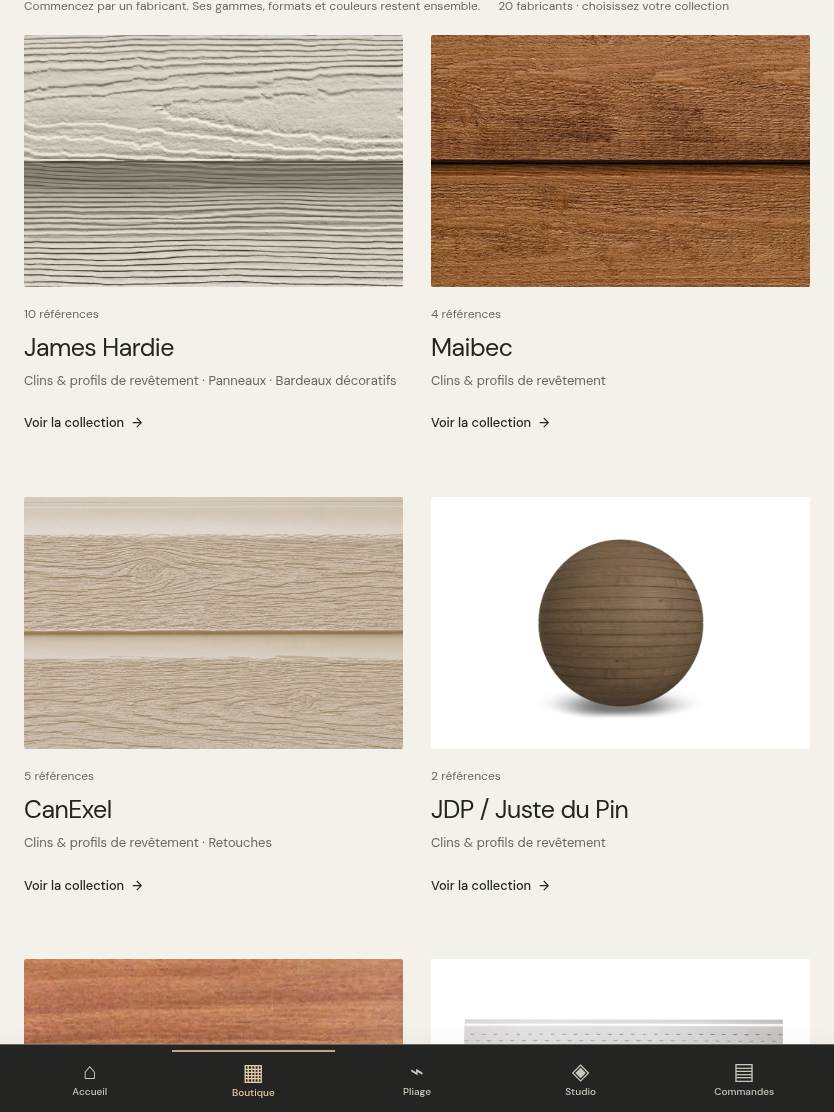 Commencez par un fabricant. Ses gammes, formats et couleurs restent ensemble.
20 fabricants · choisissez votre collection
10 références
James Hardie
Clins & profils de revêtement · Panneaux · Bardeaux décoratifs
Voir la collection →
4 références
Maibec
Clins & profils de revêtement
Voir la collection →
5 références
CanExel
Clins & profils de revêtement · Retouches
Voir la collection →
2 références
JDP / Juste du Pin
Clins & profils de revêtement
Voir la collection →
Accueil
Boutique
Pliage
Studio
Commandes